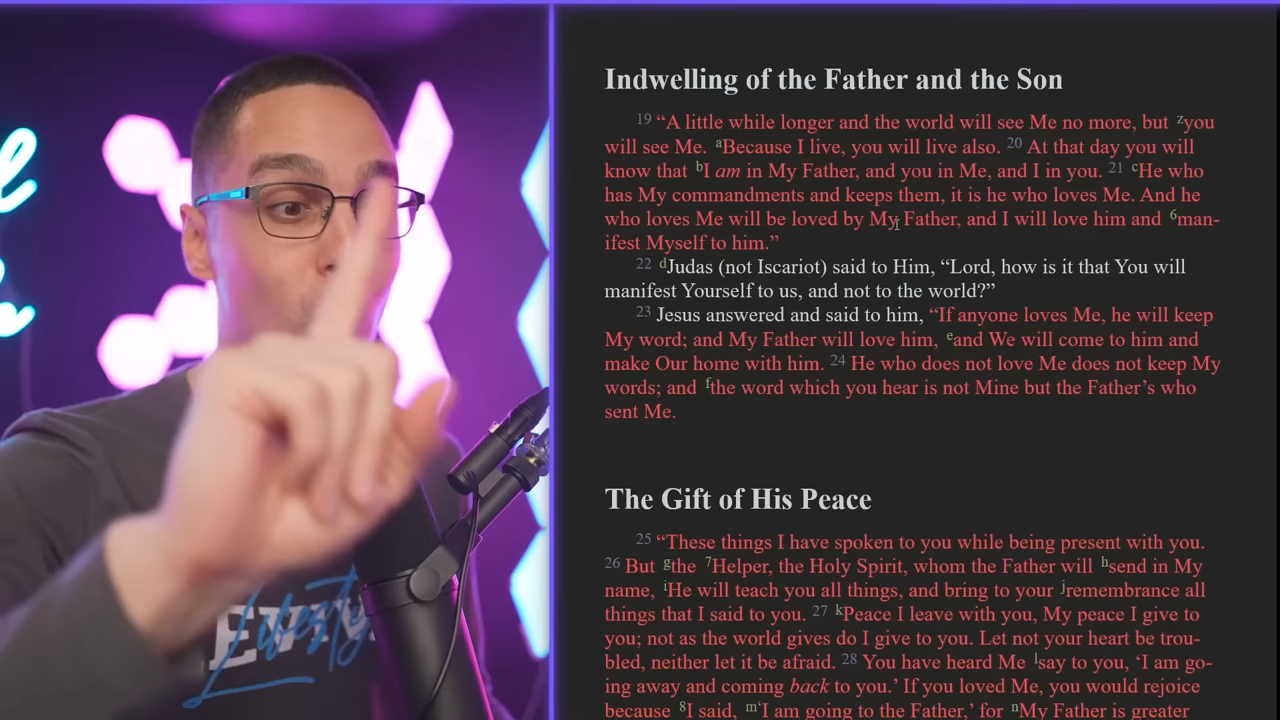 Indwelling of the Father and the Son
19 “A little while longer and the world will see Me no more, but zyou
will see Me. aBecause I live, you will live also. 20 At that day you will
know that bI am in My Father, and you in Me, and I in you. 21 cHe who
has My commandments and keeps them, it is he who loves Me. And he
who loves Me will be loved by My Father, and I will love him and 6man-
ifest Myself to him.”
22 dJudas (not Iscariot) said to Him, “Lord, how is it that You will
manifest Yourself to us, and not to the world?”
23 Jesus answered and said to him, “If anyone loves Me, he will keep
My word; and My Father will love him, eand We will come to him and
make Our home with him. 24 He who does not love Me does not keep My
words; and fthe word which you hear is not Mine but the Father’s who
sent Me.
The Gift of His Peace
25 “These things I have spoken to you while being present with you.
26 But gthe 7Helper, the Holy Spirit, whom the Father will hsend in My
name, iHe will teach you all things, and bring to your jremembrance all
things that I said to you. 27 kPeace I leave with you, My peace I give to
you; not as the world gives do I give to you. Let not your heart be trou-
bled, neither let it be afraid. 28 You have heard Me lsay to you, ‘I am go-
ing away and coming back to you.’ If you loved Me, you would rejoice
because 8I said, m‘I am going to the Father,’ for nMy Father is greater